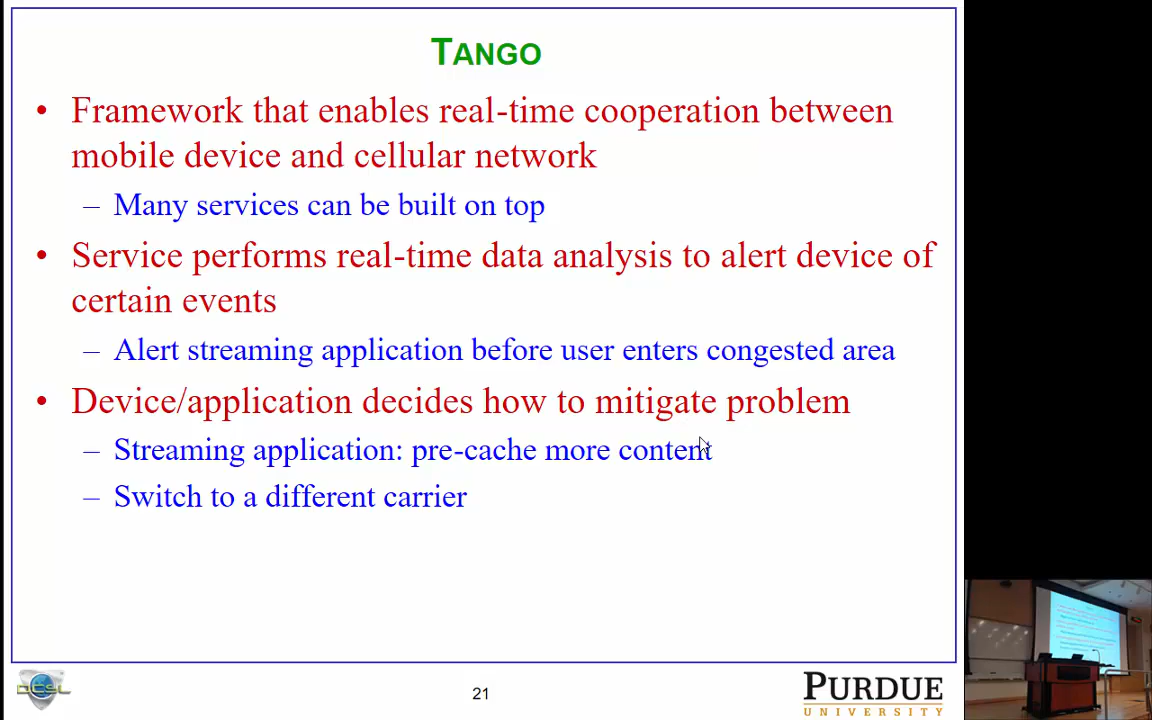 TANGO
• Framework that enables real-time cooperation between
mobile device and cellular network
– Many services can be built on top
• Service performs real-time data analysis to alert device of
certain events
– Alert streaming application before user enters congested area
• Device/application decides how to mitigate problem
– Streaming application: pre-cache more content
– Switch to a different carrier
DCSL
21
PURDUE
UNIVERSITY